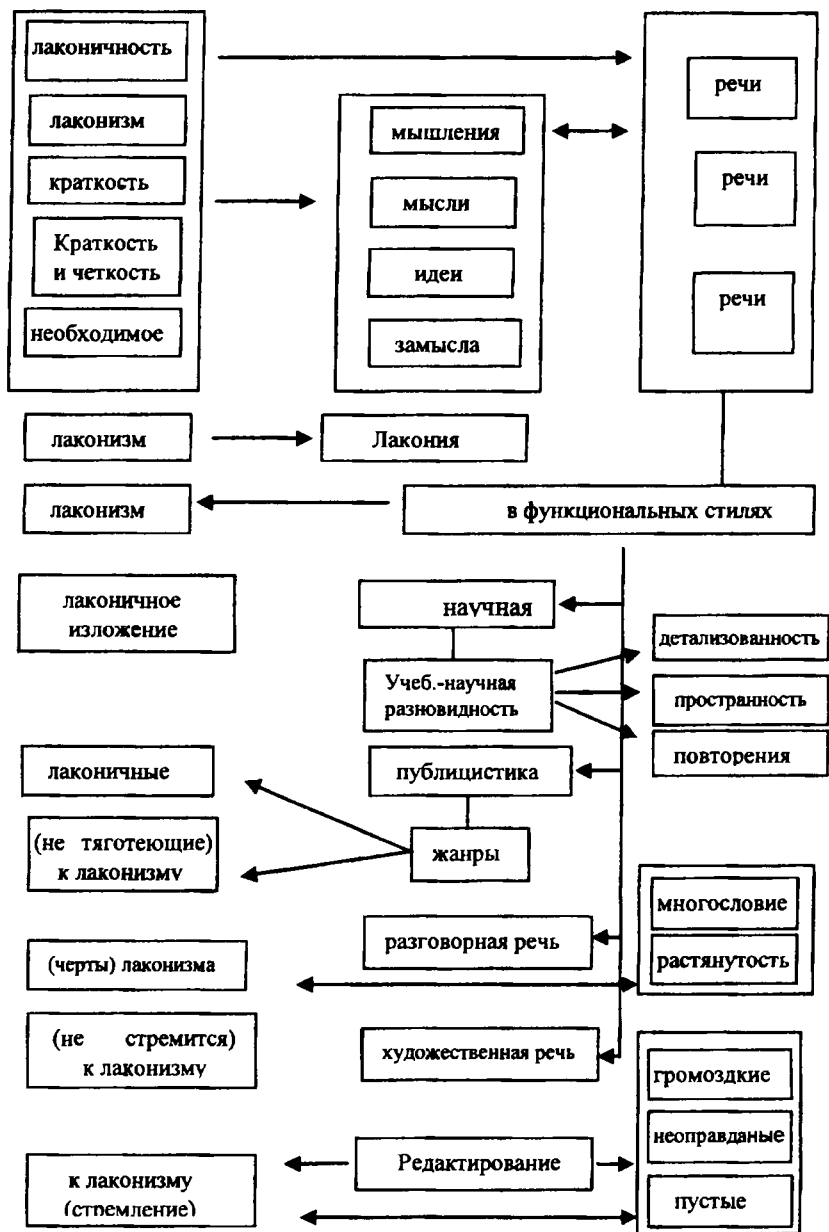 лаконичность
лаконизм
краткость
Краткость
и четкость
необходимое
мышления
мысли
идеи
замысла
речи
речи
речи
лаконизм
Лакония
лаконизм
в функциональных стилях
лаконичное
изложение
научная
Учеб.-научная
разновидность
детализованность
пространность
повторения
лаконичные
публицистика
(не тяготеющие)
к лаконизму
жанры
многословие
растянутость
разговорная речь
(черты) лаконизма
(не стремится)
к лаконизму
художественная речь
громоздкие
неоправданые
пустые
Редактирование
к лаконизму
(стремление)